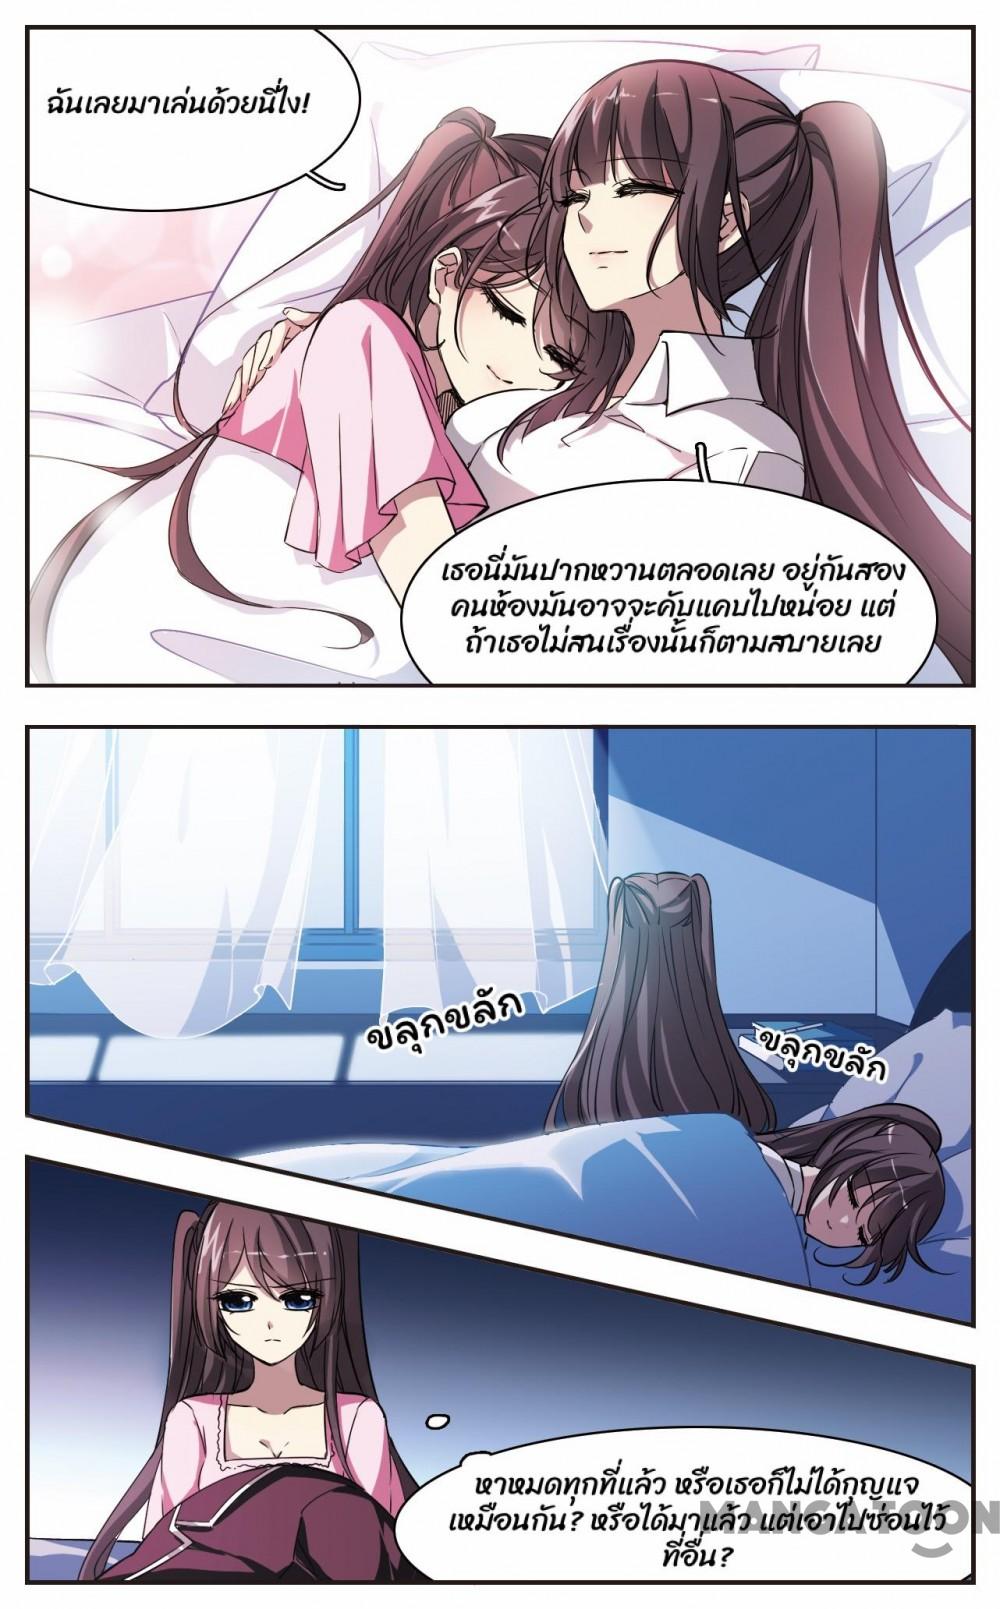 ฉันเลยมาเล่นด้วยนี่ไง!
เธอนี่มันปากหวานตลอดเลย อยู่กันสอง
คนห้องมันอาจจะคับแคบไปหน่อย แต่
ถ้าเธอไม่สนเรื่องนั้นก็ตามสบายเลย
ขลุกขลัก
ขลุกขลัก
หาหมดทุกที่แล้ว หรือเธอก็ไม่ได้กุญแจ
เหมือนกัน? หรือได้มาแล้ว แต่เอาไปซ่อนไว้
ที่อื่น?
MANGATOON